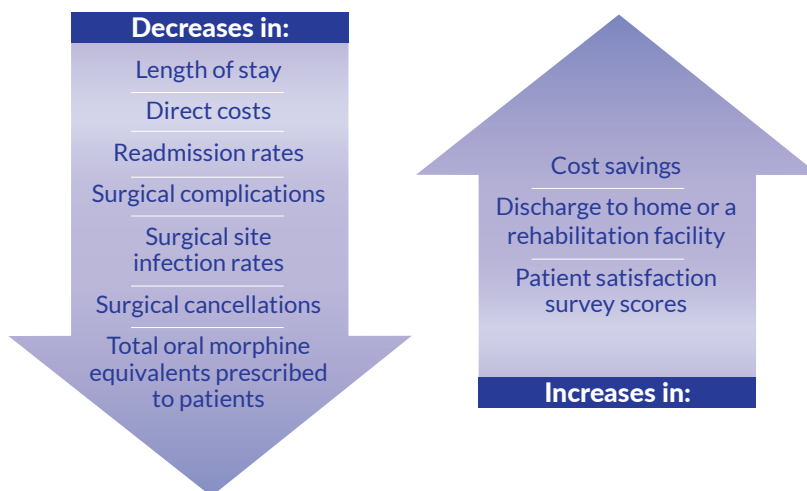 Decreases in:
Length of stay
Direct costs
Readmission rates
Surgical complications
Surgical site
infection rates
Surgical cancellations
Total oral morphine
equivalents prescribed
to patients
Cost savings
Discharge to home or a
rehabilitation facility
Patient satisfaction
survey scores
Increases in: